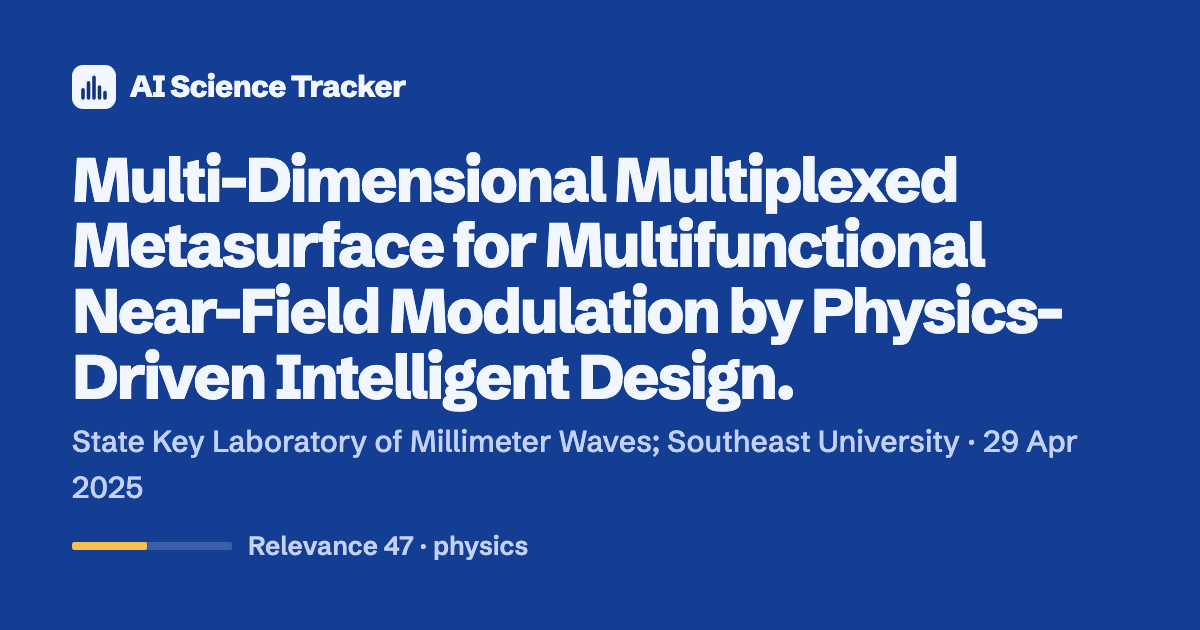 AI Science Tracker
Multi-Dimensional Multiplexed
Metasurface for Multifunctional
Near-Field Modulation by Physics-
Driven Intelligent Design.
State Key Laboratory of Millimeter Waves; Southeast University · 29 Apr
2025
Relevance 47 · physics